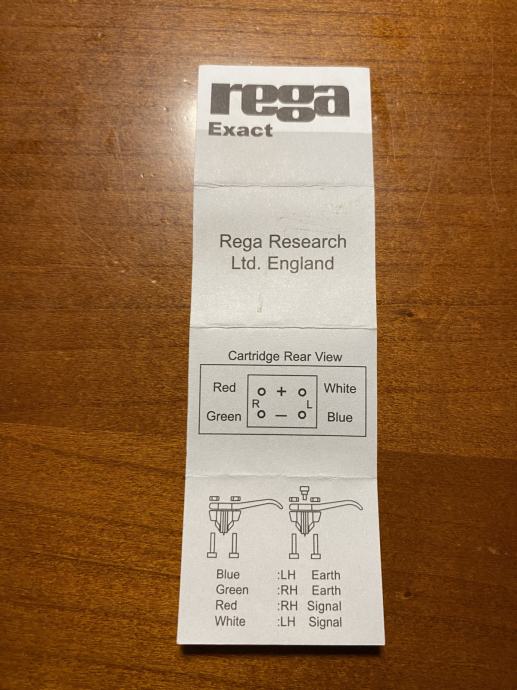 rega
Exact
Rega Research
Ltd. England
Cartridge Rear View
Red + White
R L
Green — Blue
Blue :LH Earth
Green :RH Earth
Red :RH Signal
White :LH Signal